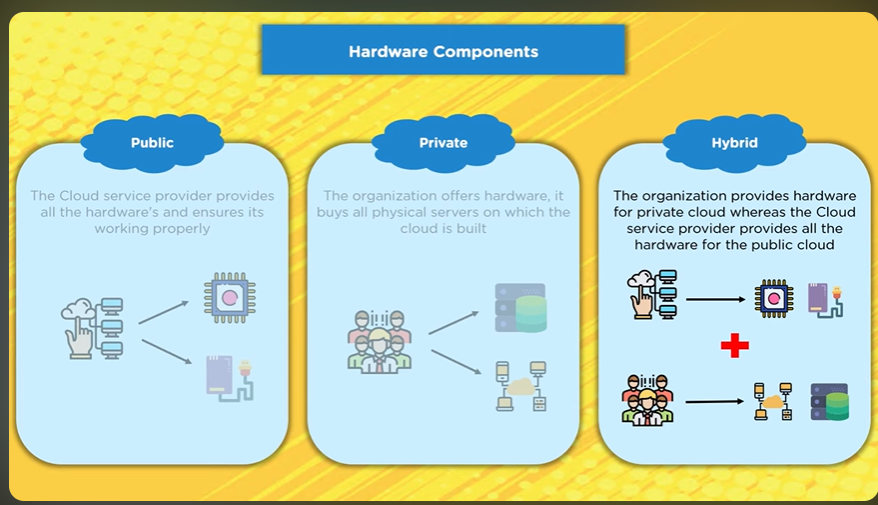 Hardware Components
Public
The Cloud service provider provides
all the hardware's and ensures its
working properly
Private
The organization offers hardware, it
buys all physical servers on which the
cloud is built
Hybrid
The organization provides hardware
for private cloud whereas the Cloud
service provider provides all the
hardware for the public cloud